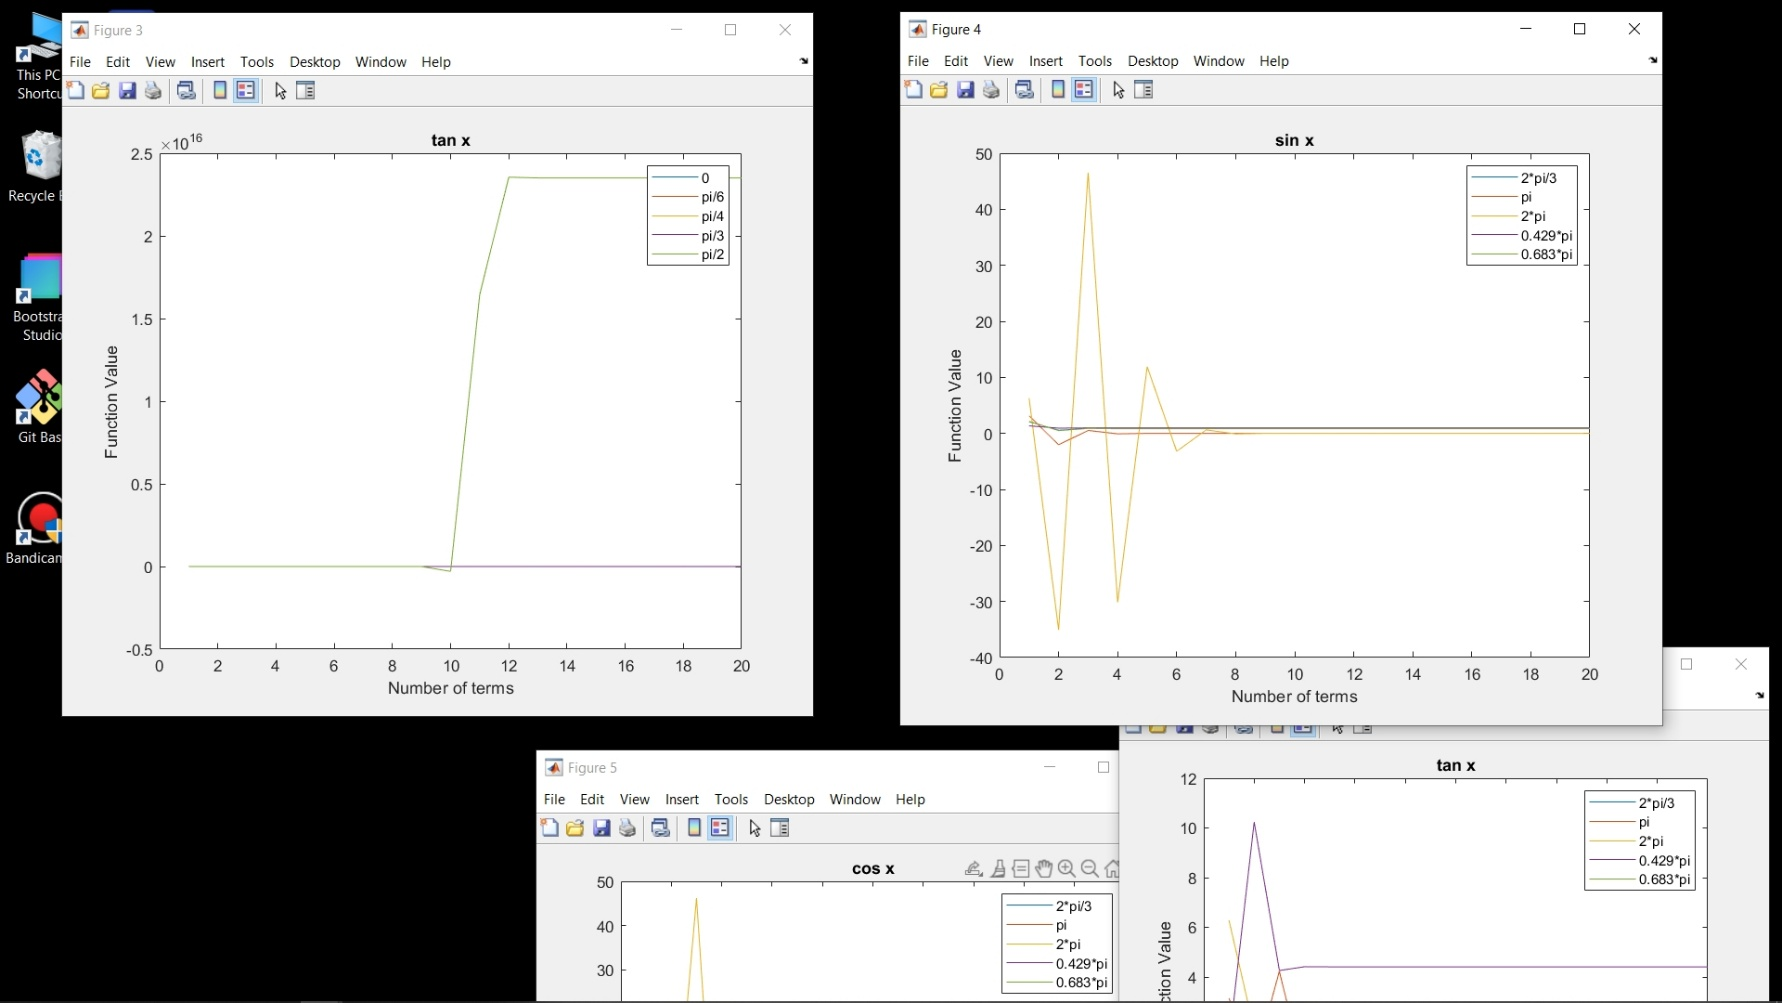 This PC
Shortcu
Recycle
Bootstra
Studio
Git Bas
Bandicam
Figure 3
File Edit View Insert Tools Desktop Window Help
tan x
×10^16
2.5
2
1.5
1
0.5
0
-0.5
0 2 4 6 8 10 12 14 16 18 20
Number of terms
Function Value
0
pi/6
pi/4
pi/3
pi/2
Figure 4
File Edit View Insert Tools Desktop Window Help
sin x
50
40
30
20
10
0
-10
-20
-30
-40
0 2 4 6 8 10 12 14 16 18 20
Number of terms
Function Value
2*pi/3
pi
2*pi
0.429*pi
0.683*pi
Figure 5
File Edit View Insert Tools Desktop Window Help
cos x
50
40
30
2*pi/3
pi
2*pi
0.429*pi
0.683*pi
tan x
12
10
8
6
4
ction Value
2*pi/3
pi
2*pi
0.429*pi
0.683*pi